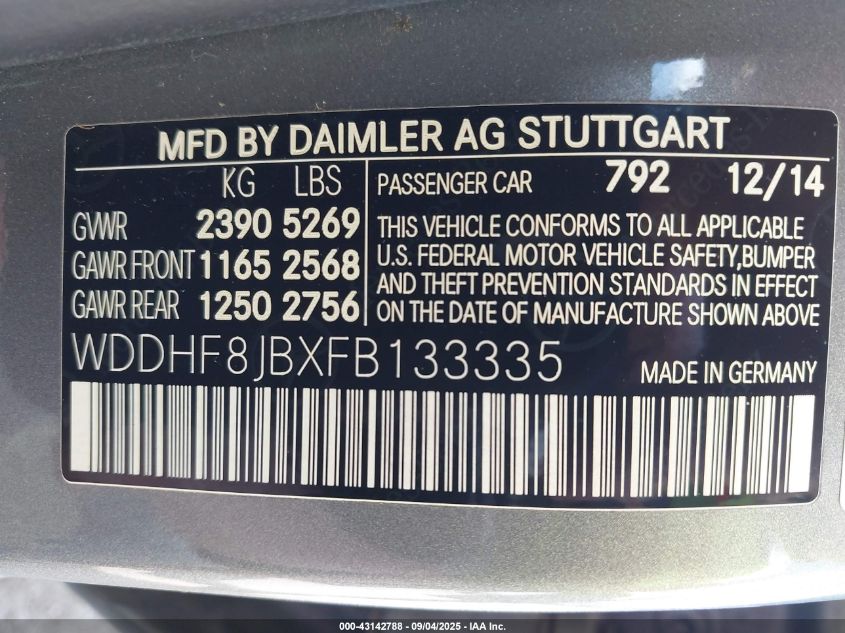 MFD BY DAIMLER AG STUTTGART
KG LBS
GVWR 2390 5269
GAWR FRONT 1165 2568
GAWR REAR 1250 2756
PASSENGER CAR 792 12/14
THIS VEHICLE CONFORMS TO ALL APPLICABLE
U.S. FEDERAL MOTOR VEHICLE SAFETY,BUMPER
AND THEFT PREVENTION STANDARDS IN EFFECT
ON THE DATE OF MANUFACTURE SHOWN ABOVE
WDDHF8JBXFB133335
MADE IN GERMANY
000-43142788 - 09/04/2025 - IAA Inc.